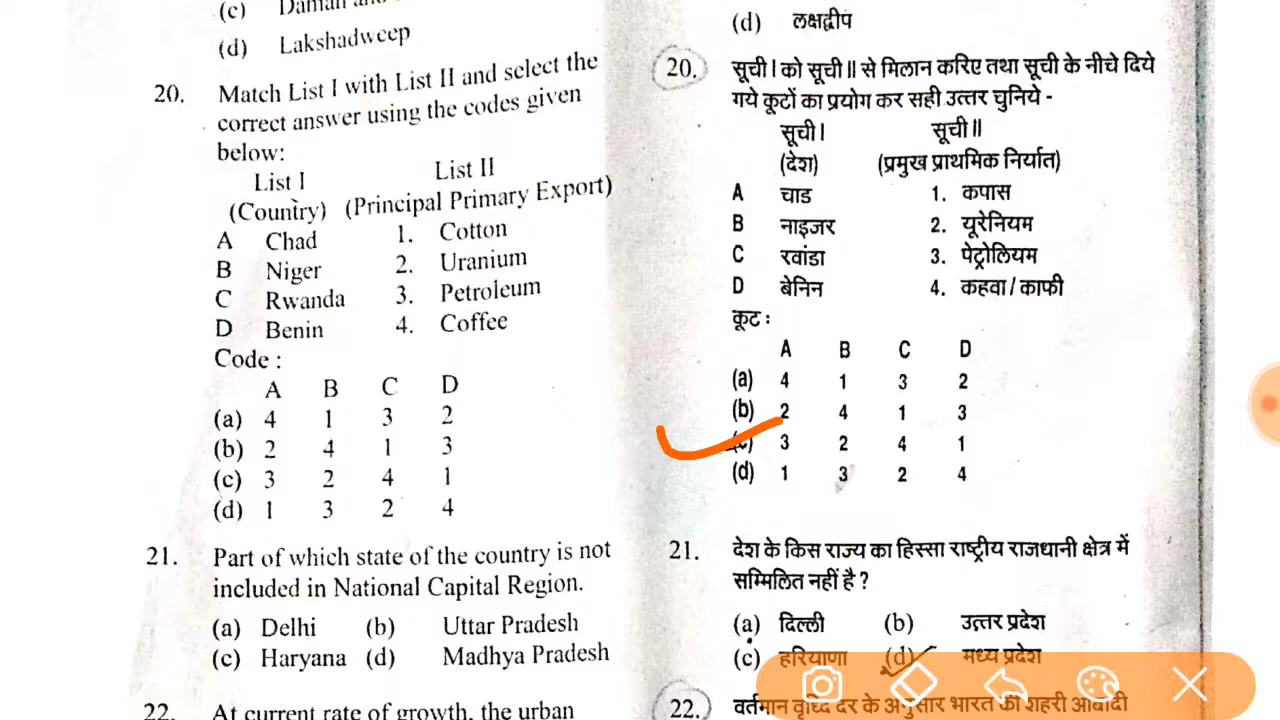 (c) Daman and
(d) Lakshadweep
20. Match List I with List II and select the
correct answer using the codes given
below:
List I List II
(Country) (Principal Primary Export)
A Chad 1. Cotton
B Niger 2. Uranium
C Rwanda 3. Petroleum
D Benin 4. Coffee
Code :
A B C D
(a) 4 1 3 2
(b) 2 4 1 3
(c) 3 2 4 1
(d) 1 3 2 4
21. Part of which state of the country is not
included in National Capital Region.
(a) Delhi (b) Uttar Pradesh
(c) Haryana (d) Madhya Pradesh
22. At current rate of growth, the urban
(d) लक्षद्वीप
20. सूची I को सूची II से मिलान करिए तथा सूची के नीचे दिये
गये कूटों का प्रयोग कर सही उत्तर चुनिये -
सूची I सूची II
(देश) (प्रमुख प्राथमिक निर्यात)
A चाड 1. कपास
B नाइजर 2. यूरेनियम
C रवांडा 3. पेट्रोलियम
D बेनिन 4. कहवा / काफी
कूट :
A B C D
(a) 4 1 3 2
(b) 2 4 1 3
(c) 3 2 4 1
(d) 1 3 2 4
21. देश के किस राज्य का हिस्सा राष्ट्रीय राजधानी क्षेत्र में
सम्मिलित नहीं है ?
(a) दिल्ली (b) उत्तर प्रदेश
(c) हरियाणा (d) मध्य प्रदेश
22. वर्तमान वृध्दि दर के अनुसार भारत की शहरी आबादी